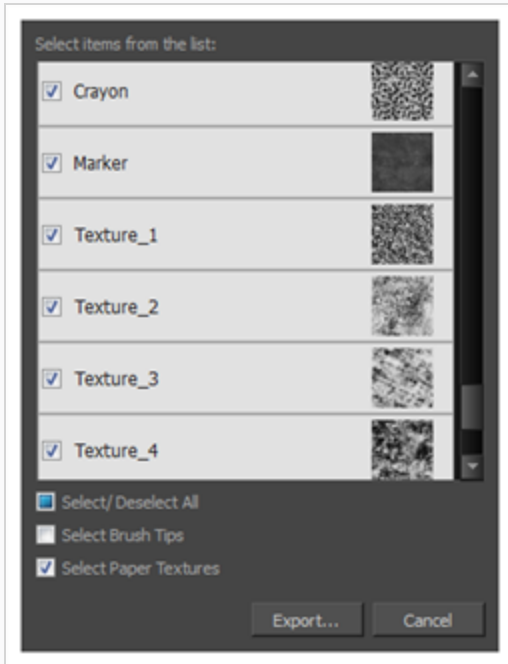 Select items from the list:
Crayon
Marker
Texture_1
Texture_2
Texture_3
Texture_4
Select/ Deselect All
Select Brush Tips
Select Paper Textures
Export... Cancel